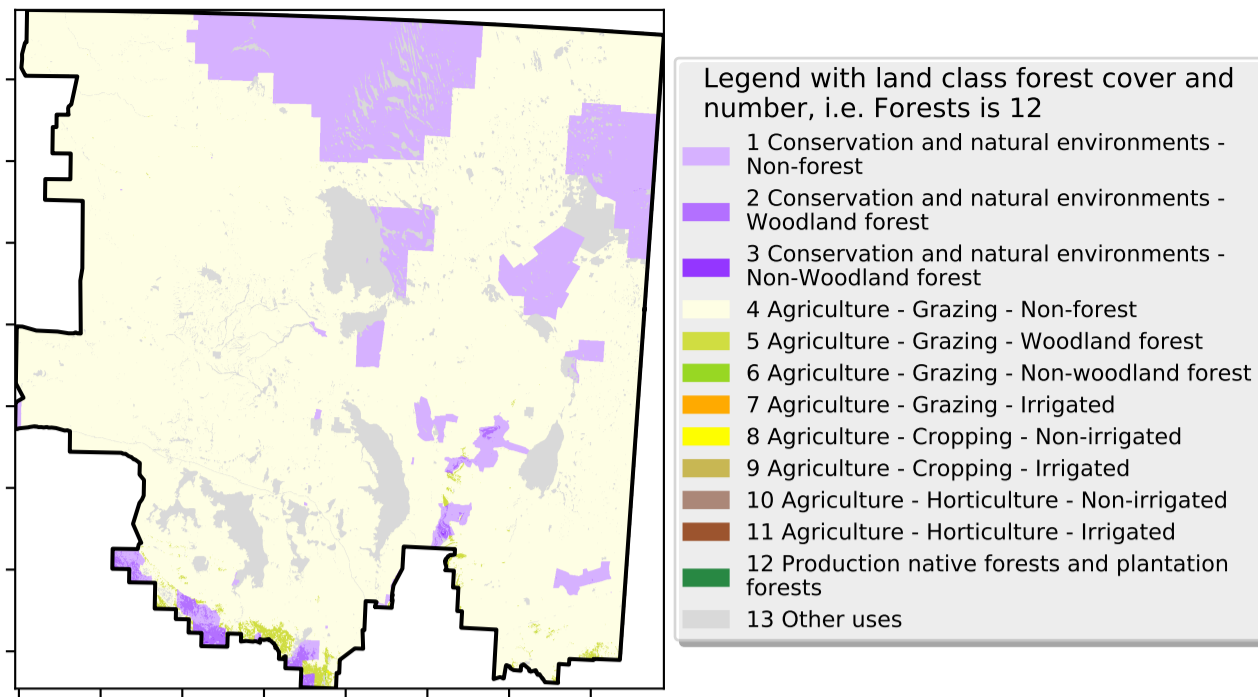 Legend with land class forest cover and
number, i.e. Forests is 12
1 Conservation and natural environments -
Non-forest
2 Conservation and natural environments -
Woodland forest
3 Conservation and natural environments -
Non-Woodland forest
4 Agriculture - Grazing - Non-forest
5 Agriculture - Grazing - Woodland forest
6 Agriculture - Grazing - Non-woodland forest
7 Agriculture - Grazing - Irrigated
8 Agriculture - Cropping - Non-irrigated
9 Agriculture - Cropping - Irrigated
10 Agriculture - Horticulture - Non-irrigated
11 Agriculture - Horticulture - Irrigated
12 Production native forests and plantation
forests
13 Other uses